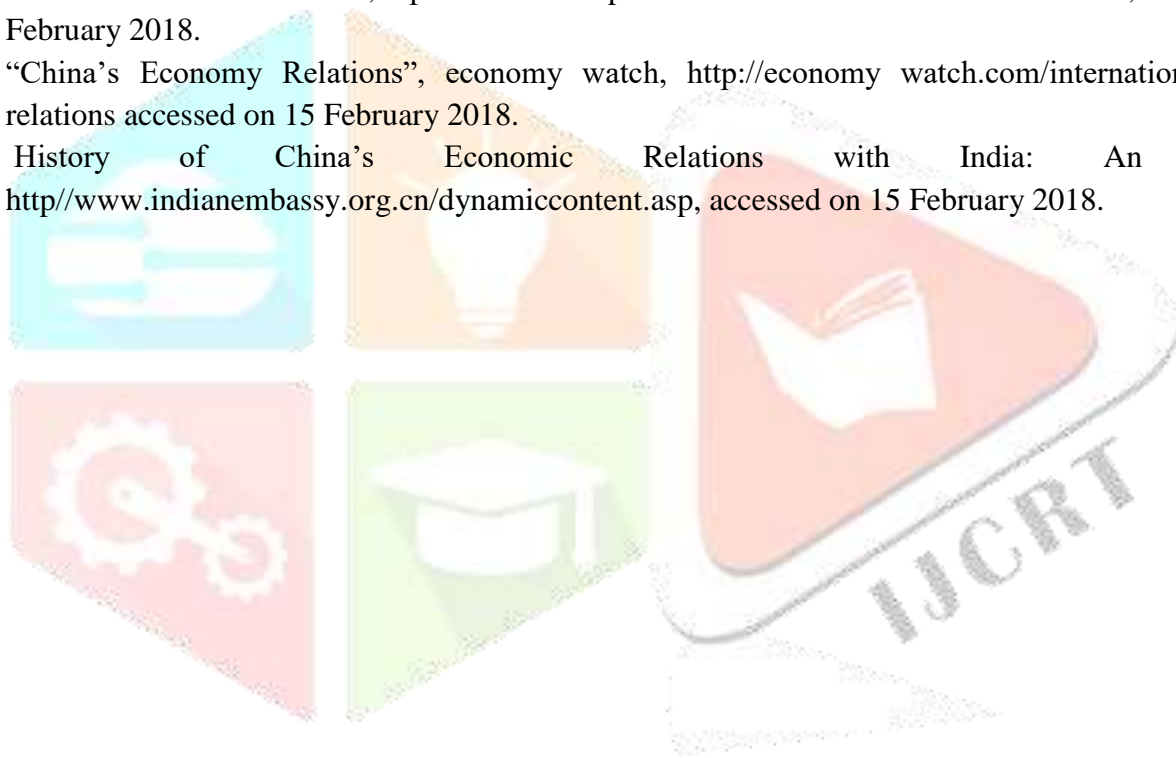 February 2018.
“China’s Economy Relations”, economy watch, http://economy watch.com/internation
relations accessed on 15 February 2018.
History of China’s Economic Relations with India: An
http//www.indianembassy.org.cn/dynamiccontent.asp, accessed on 15 February 2018.
IJCRT